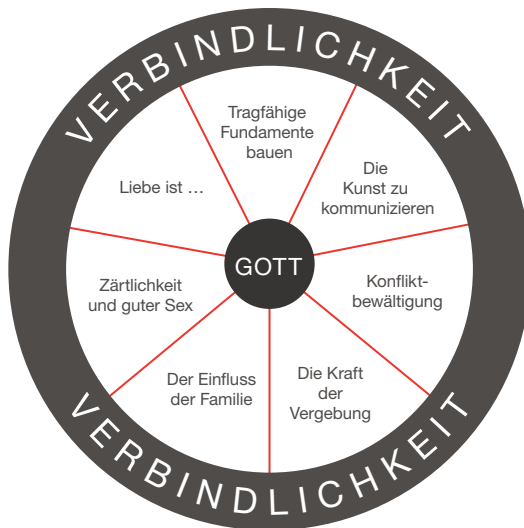 VERBINDLICHKEIT
Tragfähige
Fundamente
bauen
Die
Kunst zu
kommunizieren
Konflikt-
bewältigung
Die Kraft
der
Vergebung
Der Einfluss
der Familie
Zärtlichkeit
und guter Sex
Liebe ist …
GOTT
VERBINDLICHKEIT